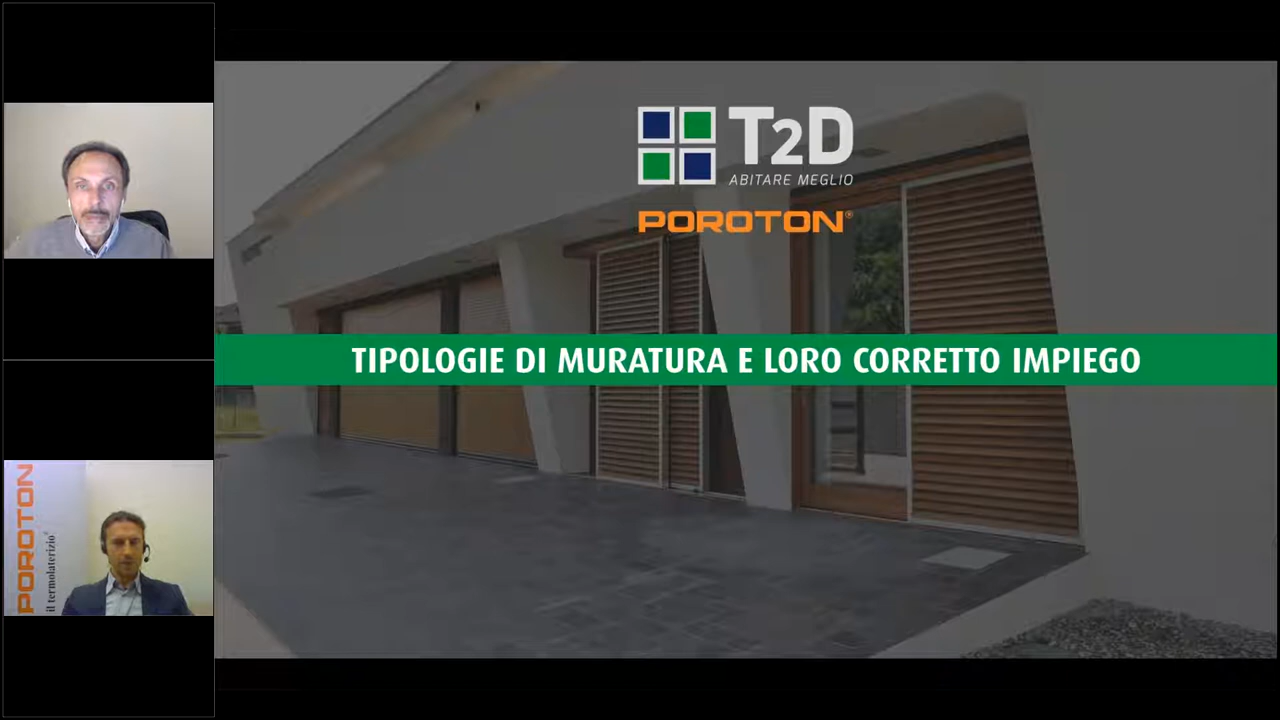 T2D
ABITARE MEGLIO
POROTON®
TIPOLOGIE DI MURATURA E LORO CORRETTO IMPIEGO
POROTON
il termolaterizio®